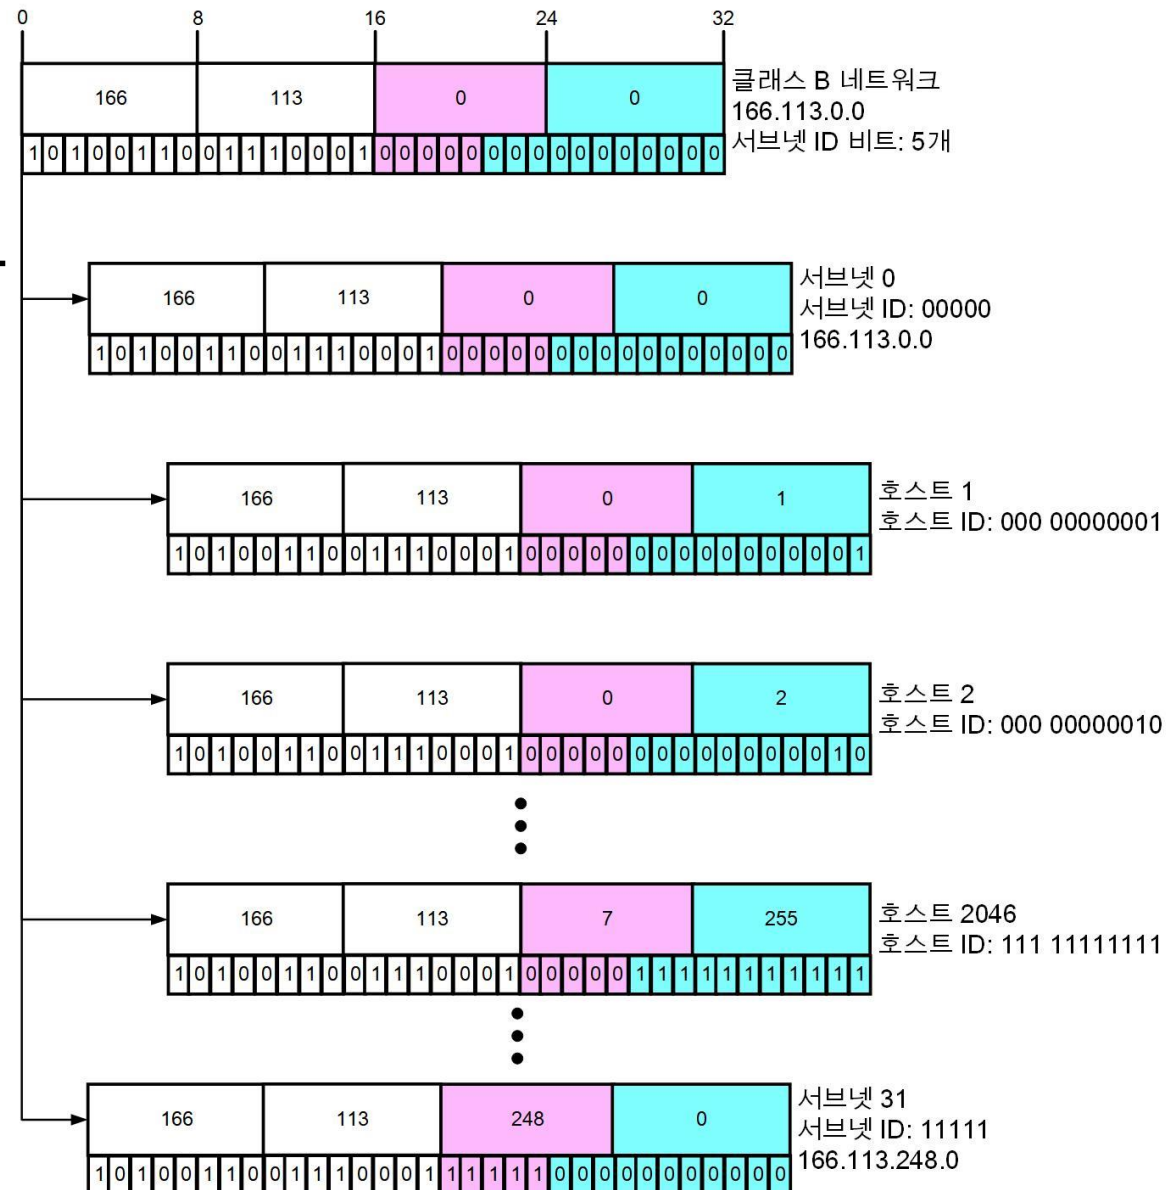 0 8 16 24 32
166 113 0 0
클래스 B 네트워크
166.113.0.0
서브넷 ID 비트: 5개
1 0 1 0 0 1 1 0 0 1 1 1 0 0 0 1 0 0 0 0 0 0 0 0 0 0 0 0 0 0 0 0
166 113 0 0
서브넷 0
서브넷 ID: 00000
166.113.0.0
1 0 1 0 0 1 1 0 0 1 1 1 0 0 0 1 0 0 0 0 0 0 0 0 0 0 0 0 0 0 0 0
166 113 0 1
호스트 1
호스트 ID: 000 00000001
1 0 1 0 0 1 1 0 0 1 1 1 0 0 0 1 0 0 0 0 0 0 0 0 0 0 0 0 0 0 0 1
166 113 0 2
호스트 2
호스트 ID: 000 00000010
1 0 1 0 0 1 1 0 0 1 1 1 0 0 0 1 0 0 0 0 0 0 0 0 0 0 0 0 0 0 1 0
166 113 7 255
호스트 2046
호스트 ID: 111 11111111
1 0 1 0 0 1 1 0 0 1 1 1 0 0 0 1 0 0 0 0 0 1 1 1 1 1 1 1 1 1 1 1
166 113 248 0
서브넷 31
서브넷 ID: 11111
166.113.248.0
1 0 1 0 0 1 1 0 0 1 1 1 0 0 0 1 1 1 1 1 1 0 0 0 0 0 0 0 0 0 0 0